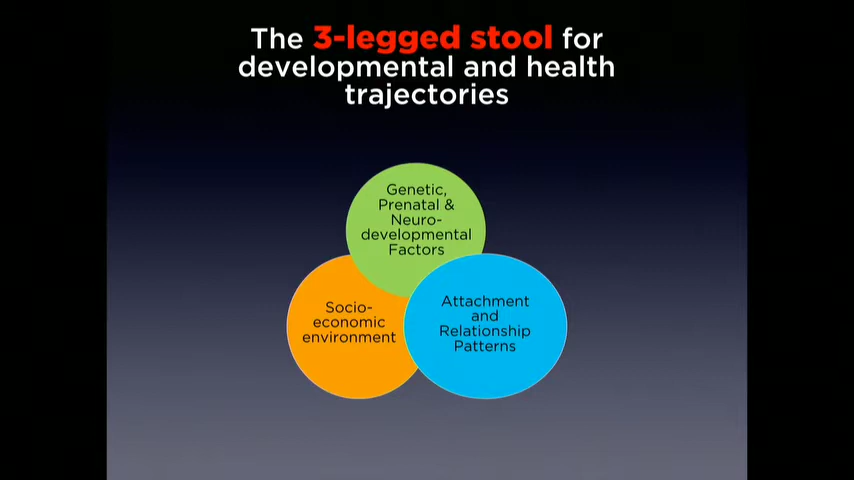 The 3-legged stool for
developmental and health
trajectories
Genetic,
Prenatal &
Neuro-
developmental
Factors
Socio-
economic
environment
Attachment
and
Relationship
Patterns